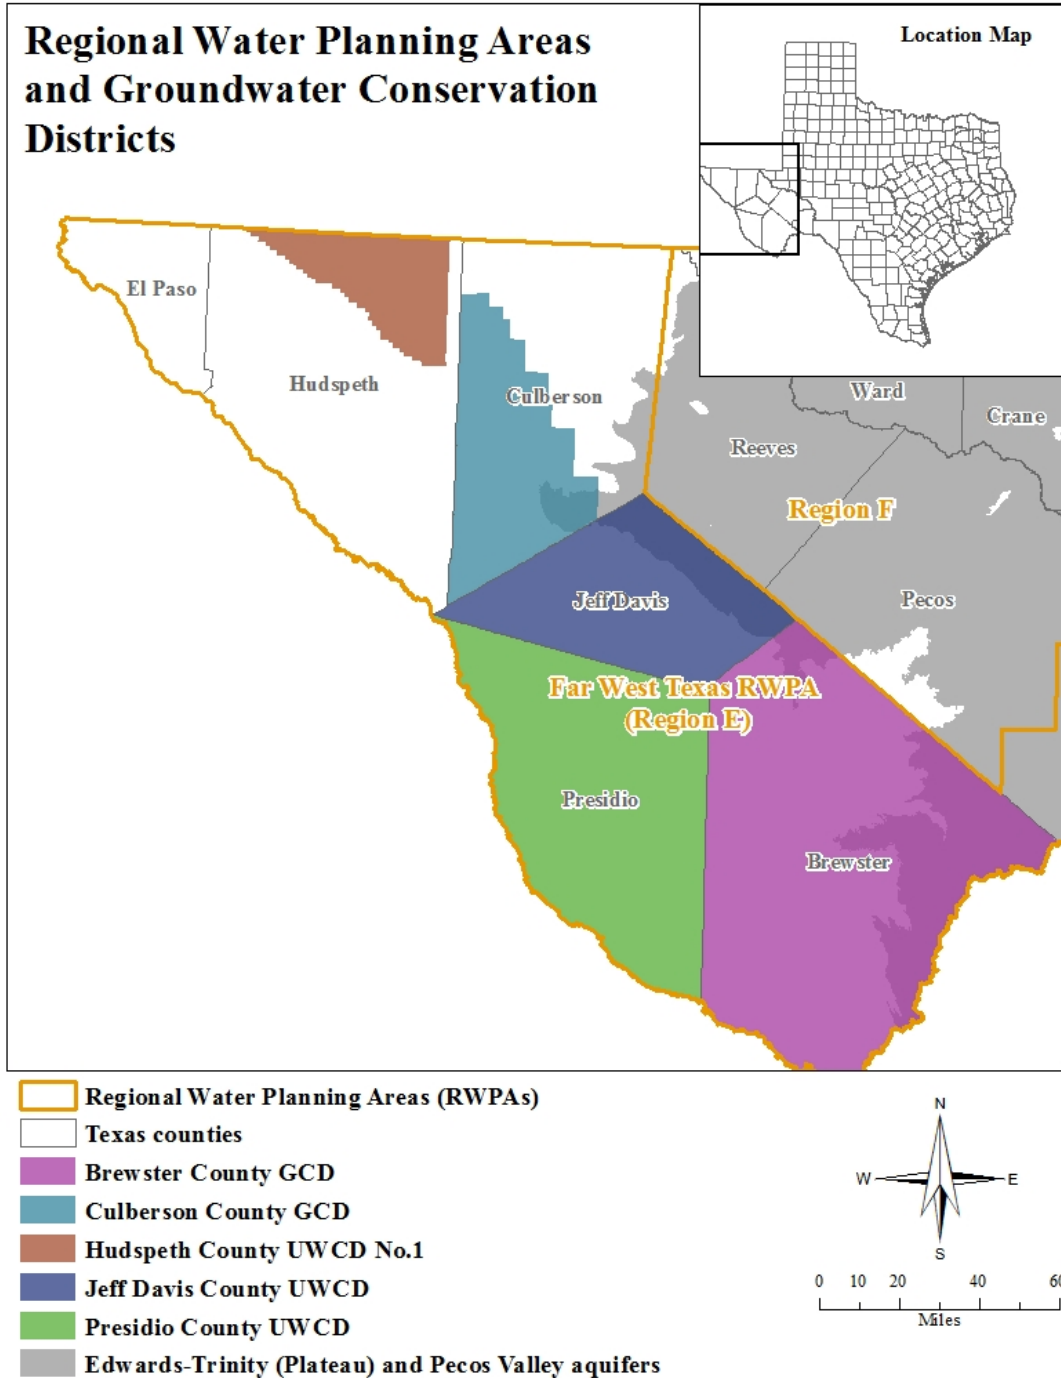 Regional Water Planning Areas
and Groundwater Conservation
Districts
Location Map
El Paso
Hudspeth
Culberson
Ward
Crane
Reeves
Region F
Jeff Davis
Pecos
Far West Texas RWPA
(Region E)
Presidio
Brewster
Regional Water Planning Areas (RWPAs)
Texas counties
Brewster County GCD
Culberson County GCD
Hudspeth County UWCD No.1
Jeff Davis County UWCD
Presidio County UWCD
Edwards-Trinity (Plateau) and Pecos Valley aquifers
N
W E
S
0 10 20 40 60
Miles